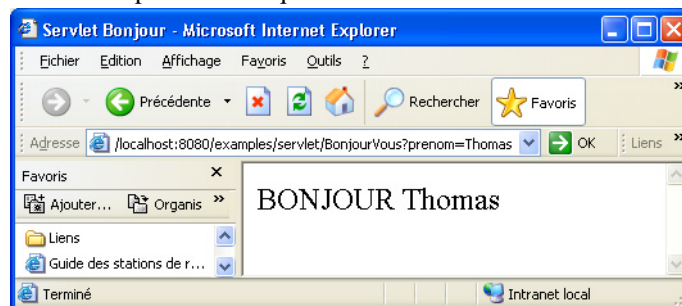 Servlet Bonjour - Microsoft Internet Explorer
Fichier Edition Affichage Favoris Outils ?
Précédente Rechercher Favoris »
Adresse /localhost:8080/examples/servlet/BonjourVous?prenom=Thomas OK Liens »
Favoris ×
Ajouter... Organis »
BONJOUR Thomas
Liens
Guide des stations de r...
Terminé Intranet local